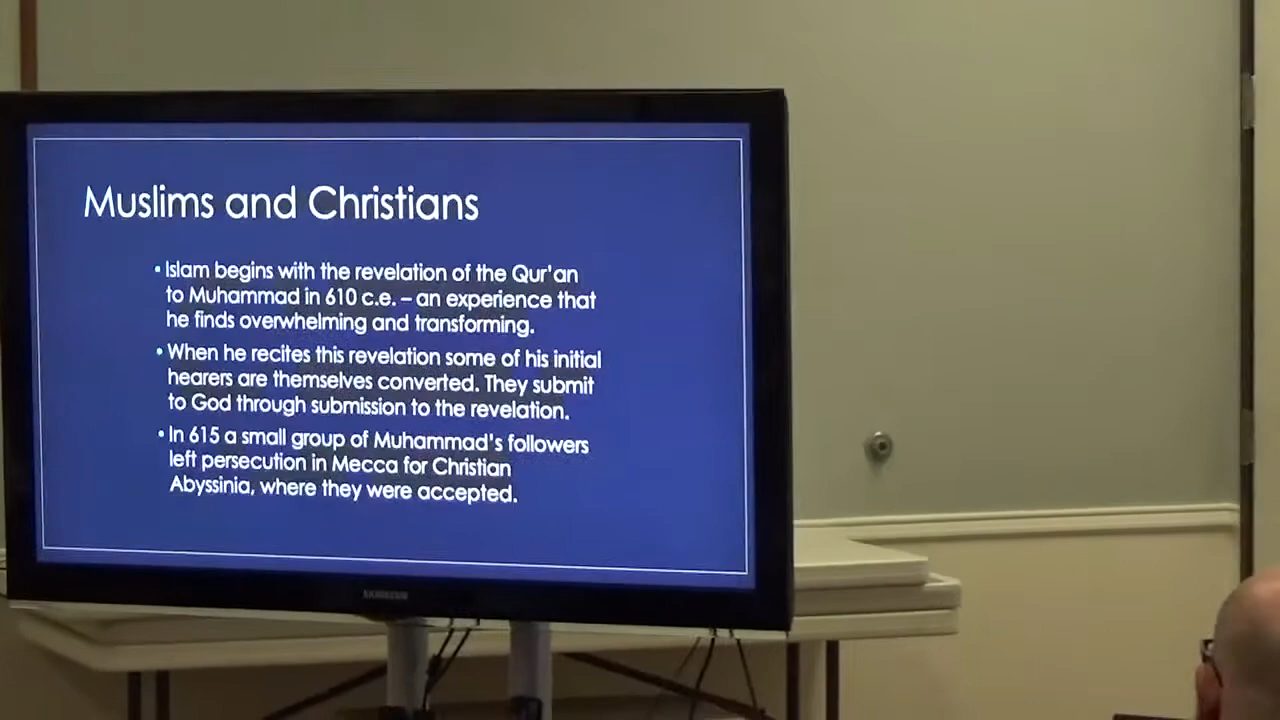 Muslims and Christians
• Islam begins with the revelation of the Qur'an
to Muhammad in 610 c.e. – an experience that
he finds overwhelming and transforming.
• When he recites this revelation some of his initial
hearers are themselves converted. They submit
to God through submission to the revelation.
• In 615 a small group of Muhammad's followers
left persecution in Mecca for Christian
Abyssinia, where they were accepted.
SAMSUNG